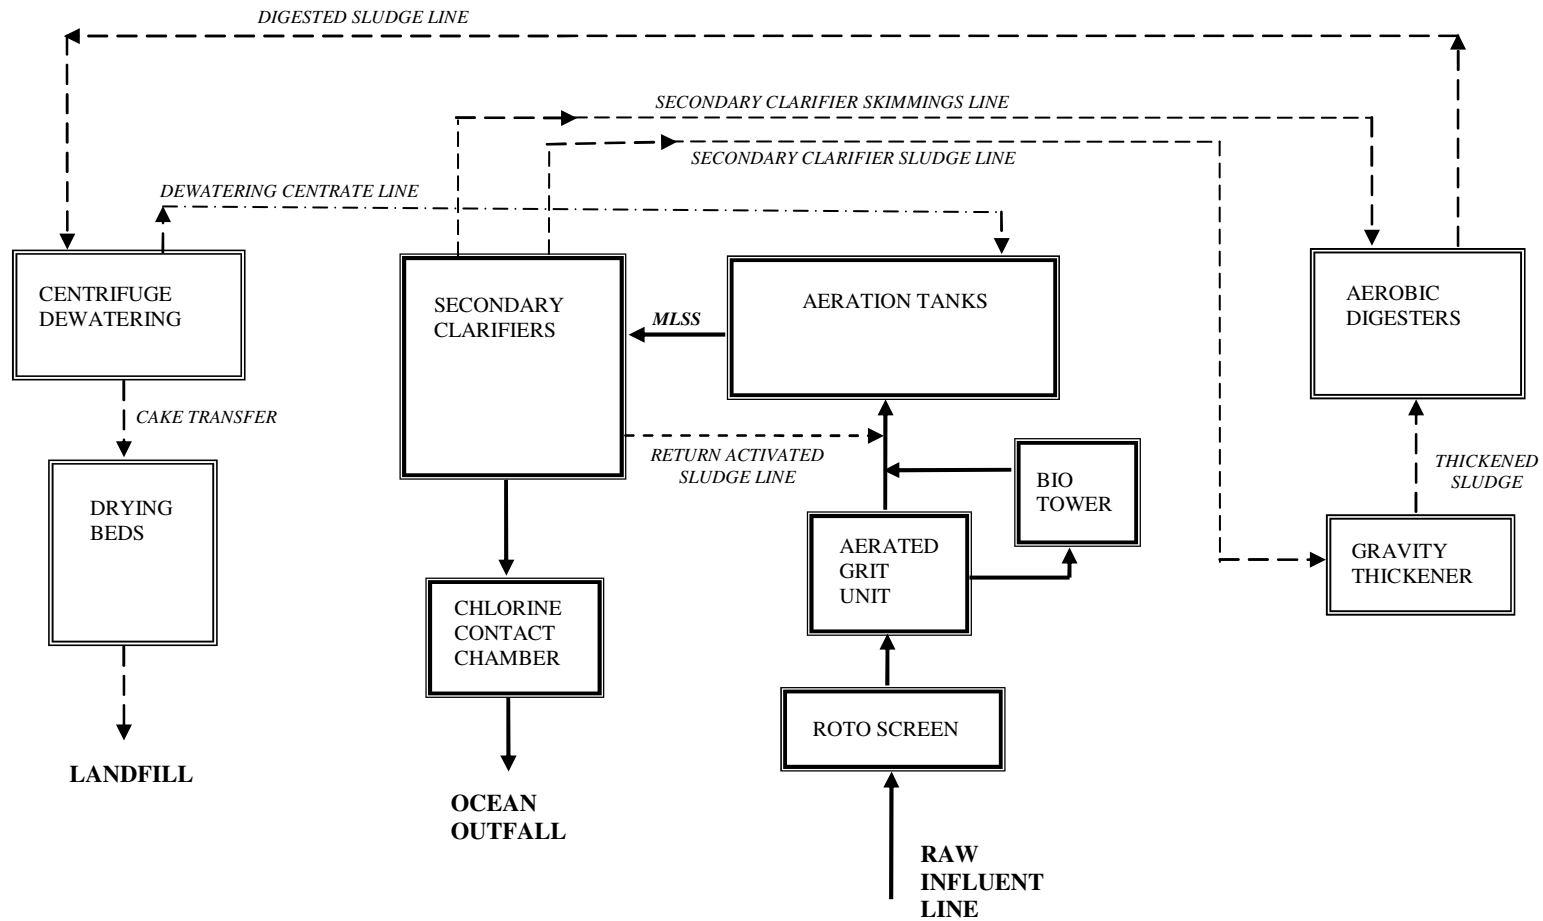 DIGESTED SLUDGE LINE
SECONDARY CLARIFIER SKIMMINGS LINE
SECONDARY CLARIFIER SLUDGE LINE
DEWATERING CENTRATE LINE
CENTRIFUGE
DEWATERING
SECONDARY
CLARIFIERS
MLSS
AERATION TANKS
AEROBIC
DIGESTERS
CAKE TRANSFER
RETURN ACTIVATED
SLUDGE LINE
BIO
TOWER
THICKENED
SLUDGE
DRYING
BEDS
AERATED
GRIT
UNIT
GRAVITY
THICKENER
CHLORINE
CONTACT
CHAMBER
ROTO SCREEN
LANDFILL
OCEAN
OUTFALL
RAW
INFLUENT
LINE